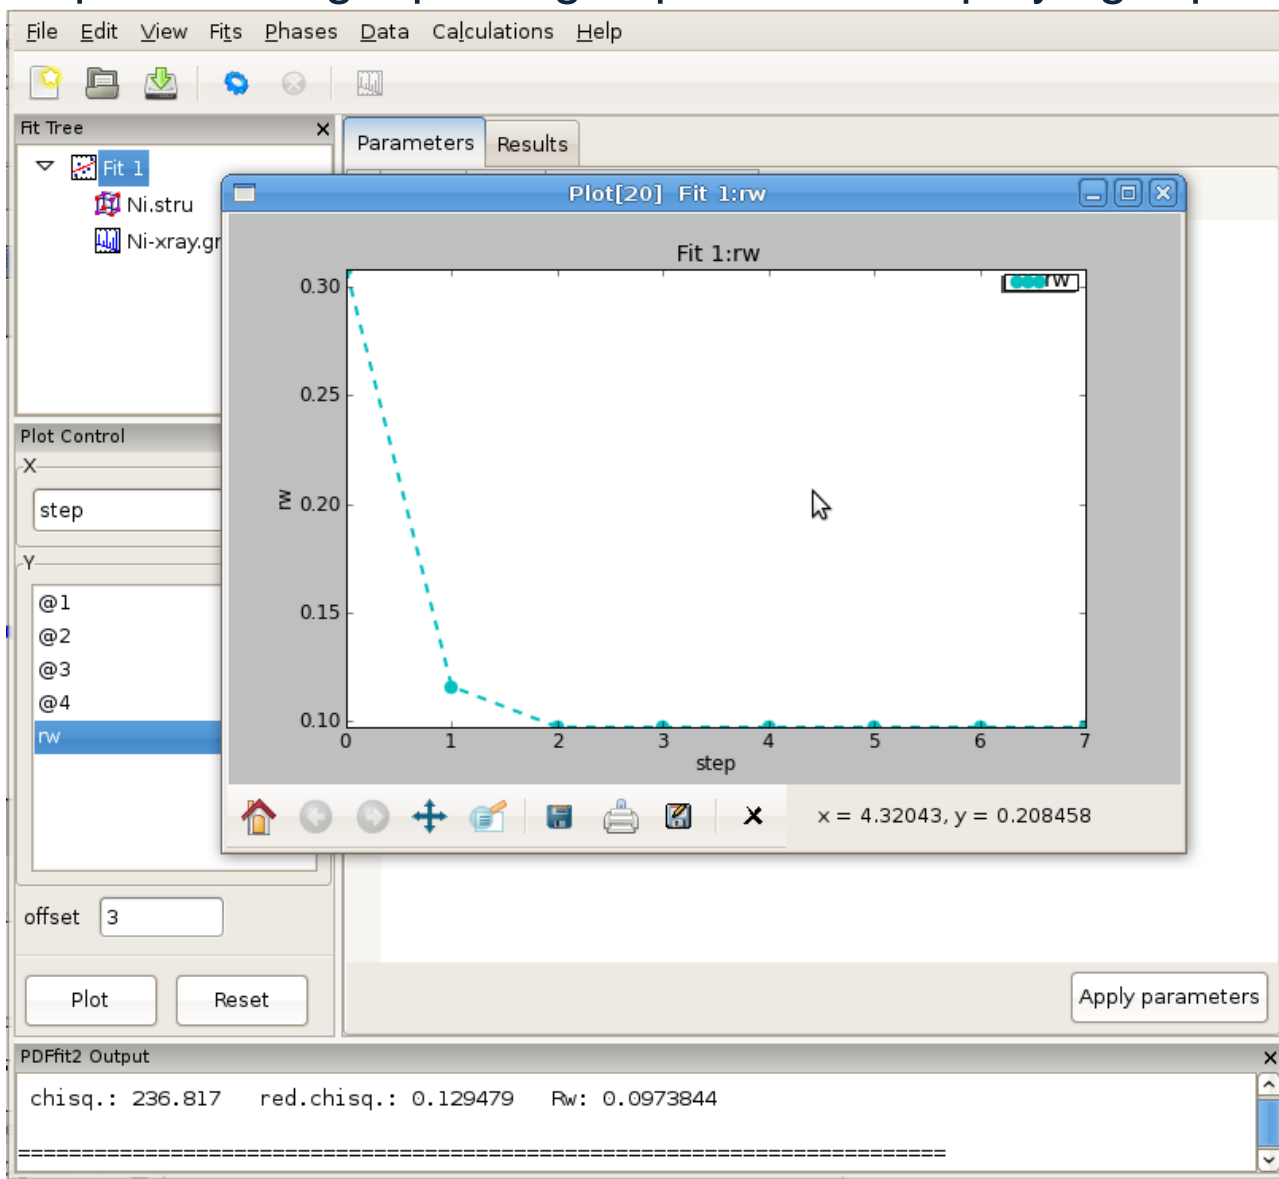 File Edit View Fits Phases Data Calculations Help
Fit Tree
Parameters Results
Fit 1
Ni.stru
Ni-xray.gr
Plot[20] Fit 1:rw
Fit 1:rw
rw
0.30
0.25
0.20
0.15
0.10
rw
0 1 2 3 4 5 6 7
step
x = 4.32043, y = 0.208458
Plot Control
X
step
Y
@1
@2
@3
@4
rw
offset 3
Plot Reset
Apply parameters
PDFfit2 Output
chisq.: 236.817 red.chisq.: 0.129479 Rw: 0.0973844
=========================================================================